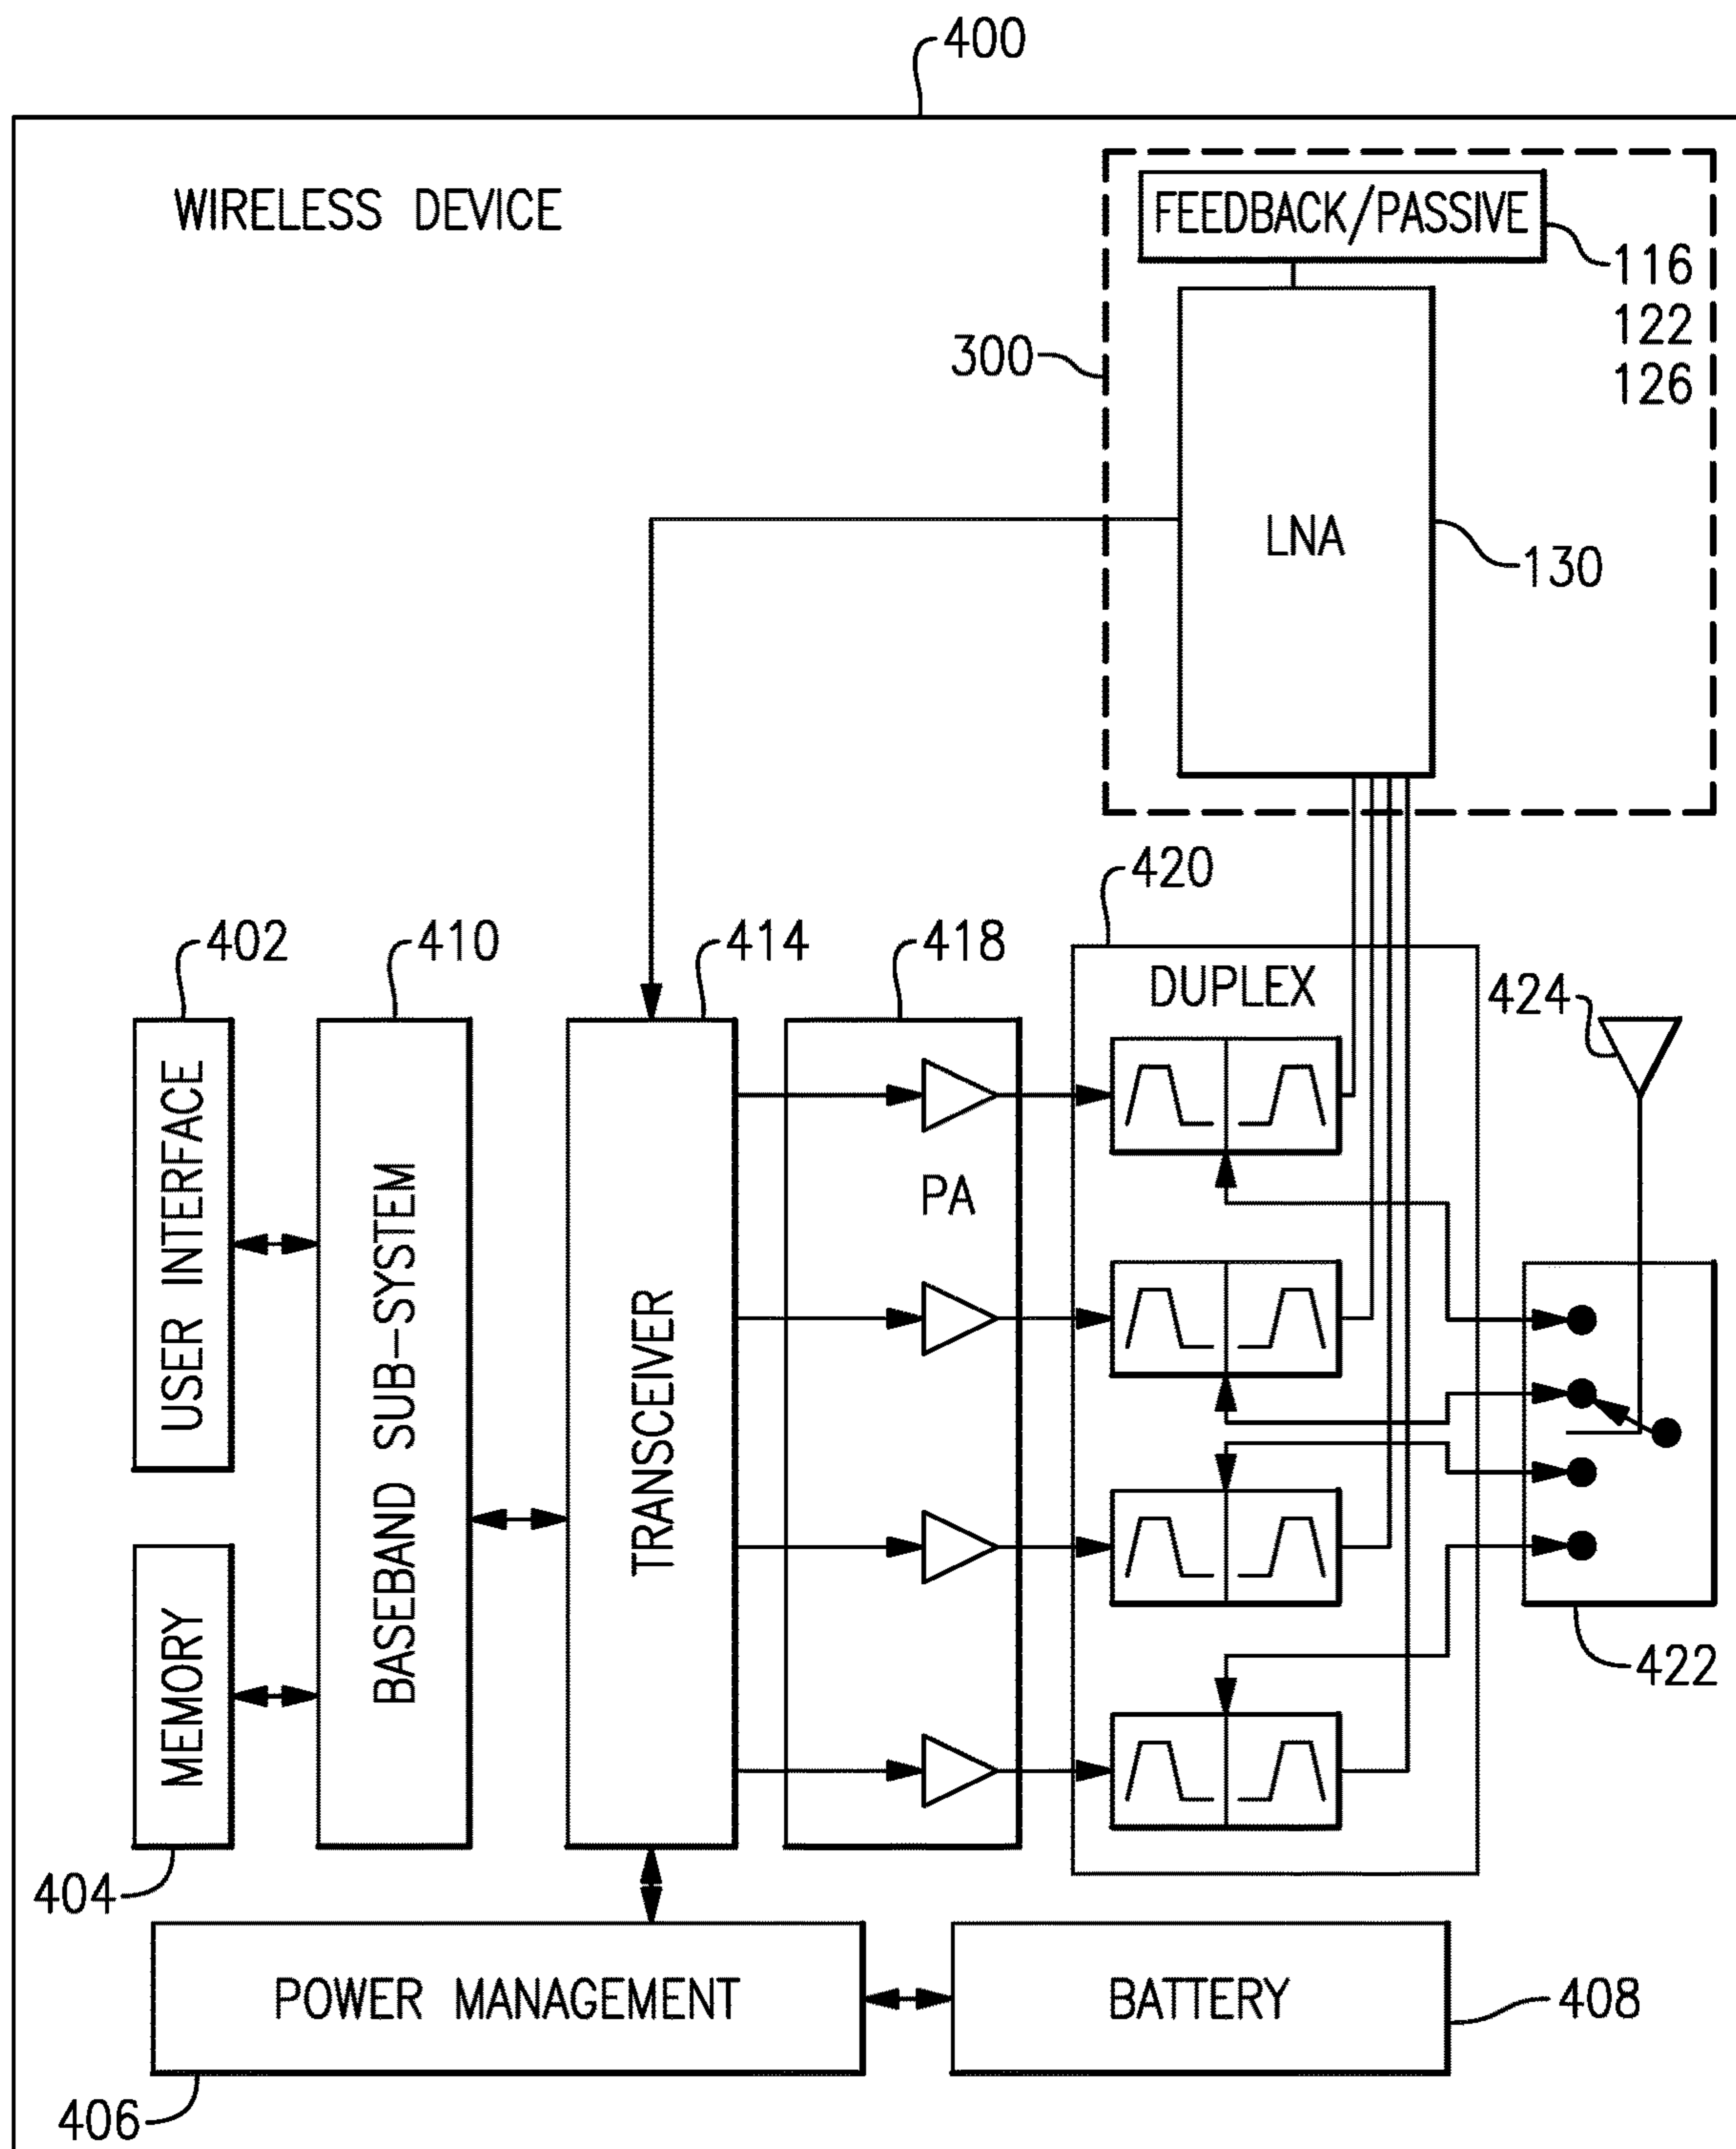 400
WIRELESS DEVICE
FEEDBACK/PASSIVE
116
122
126
300
LNA
130
420
402
410
414
418
DUPLEX
424
USER INTERFACE
BASEBAND SUB-SYSTEM
TRANSCEIVER
PA
MEMORY
422
404
POWER MANAGEMENT
BATTERY
408
406